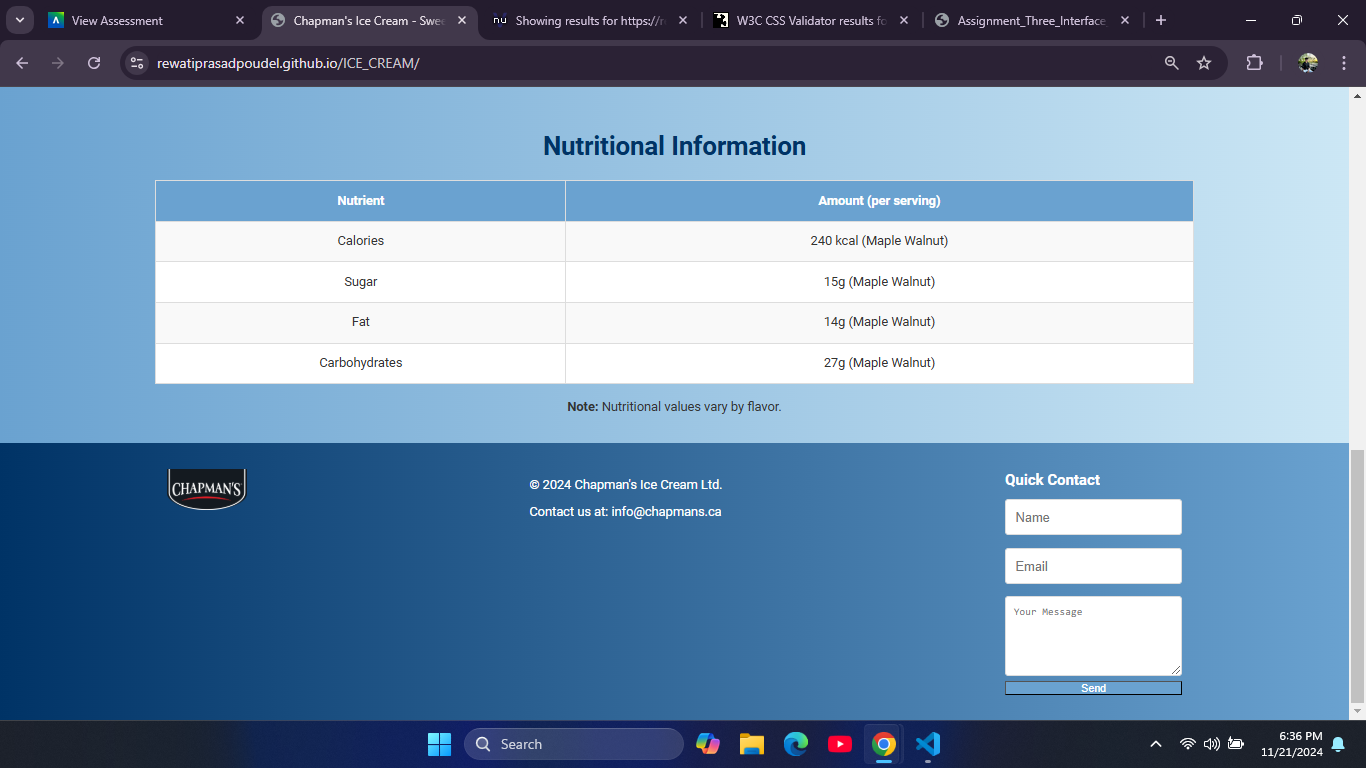 View Assessment
Chapman's Ice Cream - Swee
nu
Showing results for https://r
W3C CSS Validator results fo
Assignment_Three_Interface_
rewatiprasadpoudel.github.io/ICE_CREAM/
Nutritional Information
Nutrient Amount (per serving)
Calories 240 kcal (Maple Walnut)
Sugar 15g (Maple Walnut)
Fat 14g (Maple Walnut)
Carbohydrates 27g (Maple Walnut)
Note: Nutritional values vary by flavor.
CHAPMAN'S
© 2024 Chapman's Ice Cream Ltd.
Contact us at: info@chapmans.ca
Quick Contact
Name
Email
Your Message
Send
Search
6:36 PM
11/21/2024